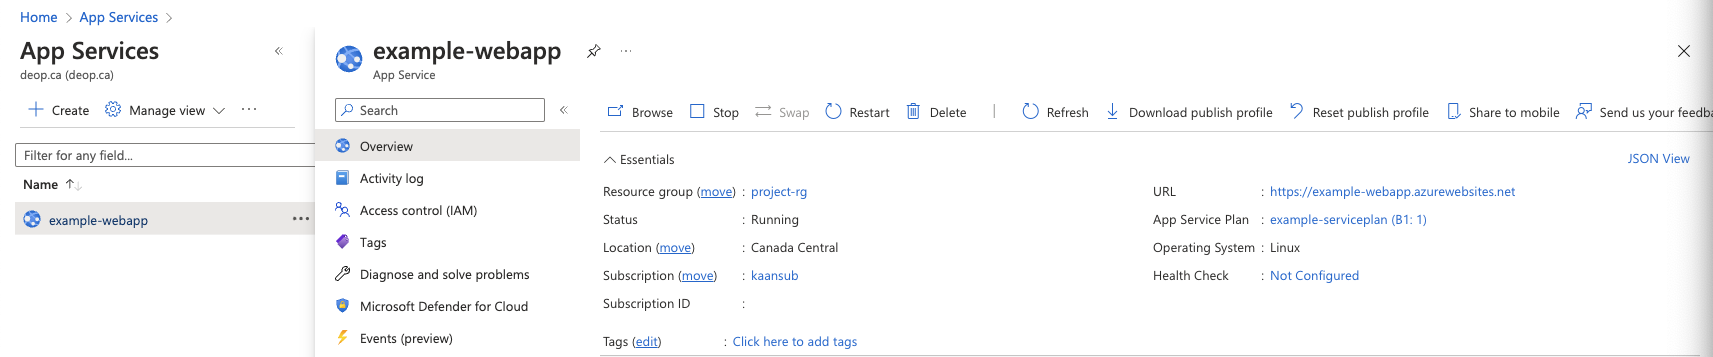 Home > App Services >
App Services «
deop.ca (deop.ca)
+ Create Manage view ...
Filter for any field...
Name ↑↓
example-webapp ...
example-webapp ...
App Service
Search «
Overview
Activity log
Access control (IAM)
Tags
Diagnose and solve problems
Microsoft Defender for Cloud
Events (preview)
Browse Stop Swap Restart Delete | Refresh Download publish profile Reset publish profile Share to mobile Send us your feedba
Essentials JSON View
Resource group (move) : project-rg
Status : Running
Location (move) : Canada Central
Subscription (move) : kaansub
Subscription ID :
URL : https://example-webapp.azurewebsites.net
App Service Plan : example-serviceplan (B1: 1)
Operating System : Linux
Health Check : Not Configured
Tags (edit) : Click here to add tags